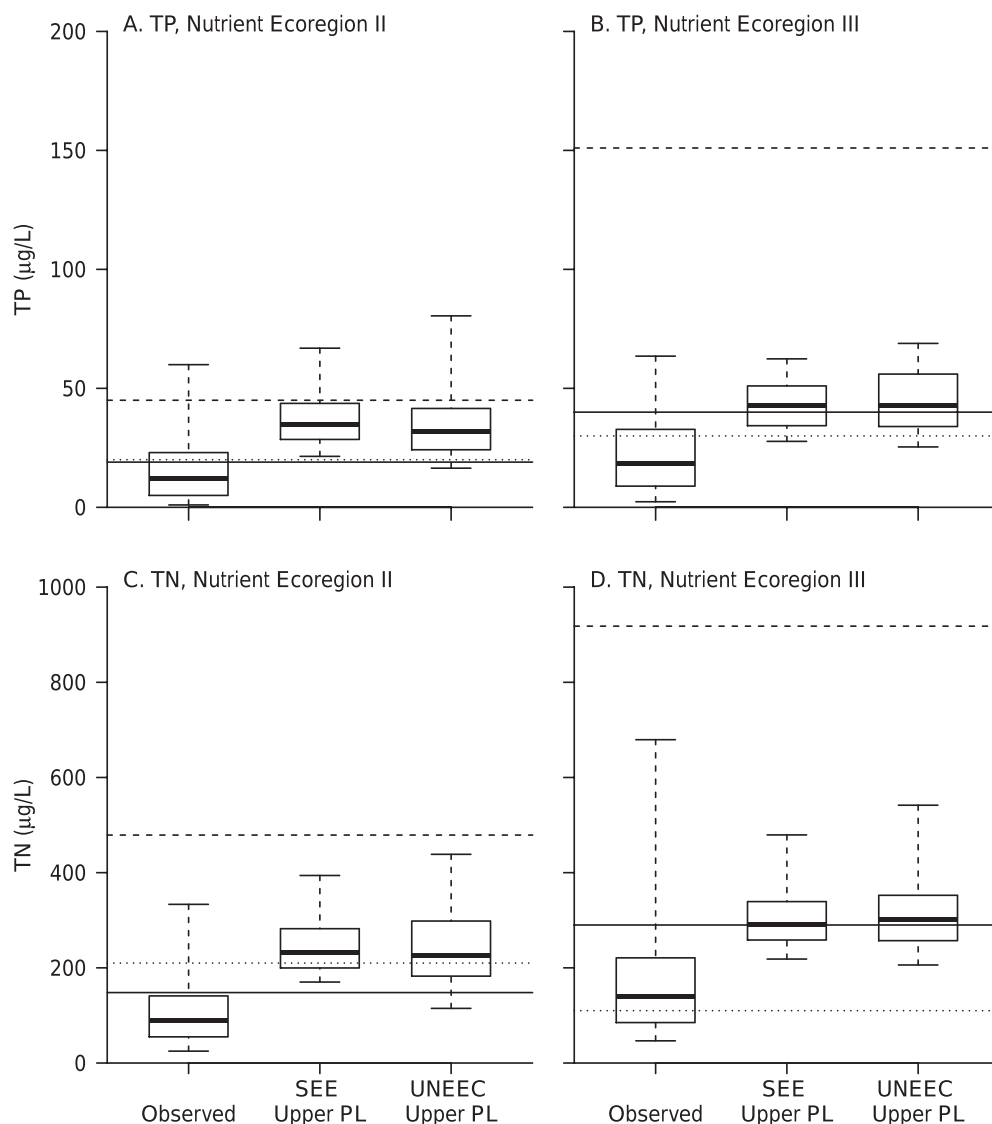 A. TP, Nutrient Ecoregion II
B. TP, Nutrient Ecoregion III
200
150
100
50
0
TP (µg/L)
C. TN, Nutrient Ecoregion II
D. TN, Nutrient Ecoregion III
1000
800
600
400
200
0
TN (µg/L)
Observed
SEE
Upper PL
UNEEC
Upper PL
Observed
SEE
Upper PL
UNEEC
Upper PL